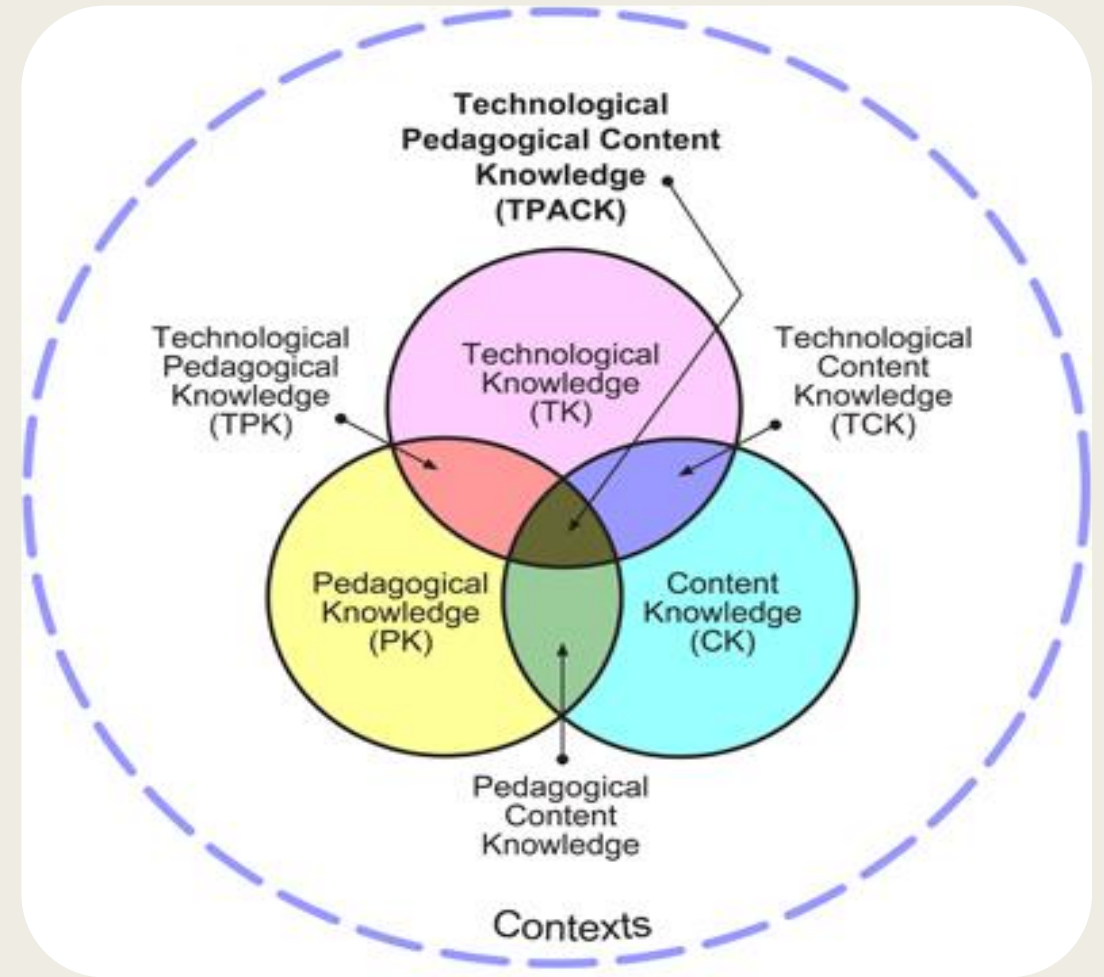 Technological
Pedagogical Content
Knowledge
(TPACK)
Technological
Pedagogical
Knowledge
(TPK)
Technological
Knowledge
(TK)
Technological
Content
Knowledge
(TCK)
Pedagogical
Knowledge
(PK)
Content
Knowledge
(CK)
Pedagogical
Content
Knowledge
Contexts